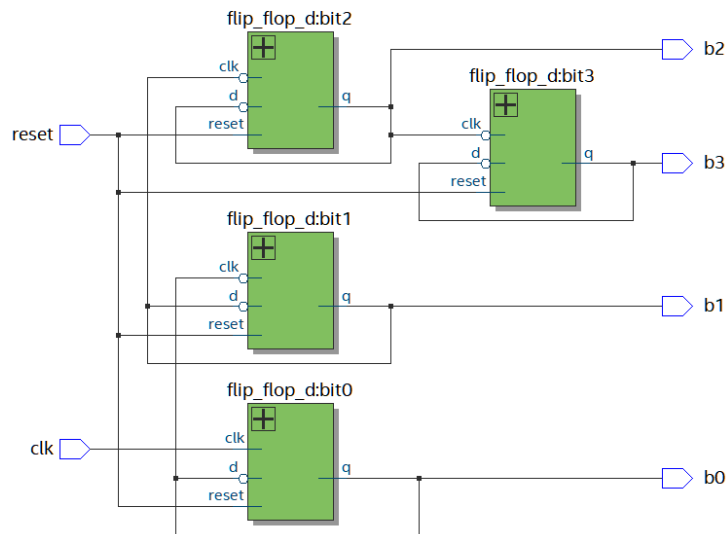 flip_flop_d:bit2
clk
d
q
reset
b2
flip_flop_d:bit3
clk
d
q
reset
b3
reset
flip_flop_d:bit1
clk
d
q
reset
b1
flip_flop_d:bit0
clk
d
q
reset
clk
b0